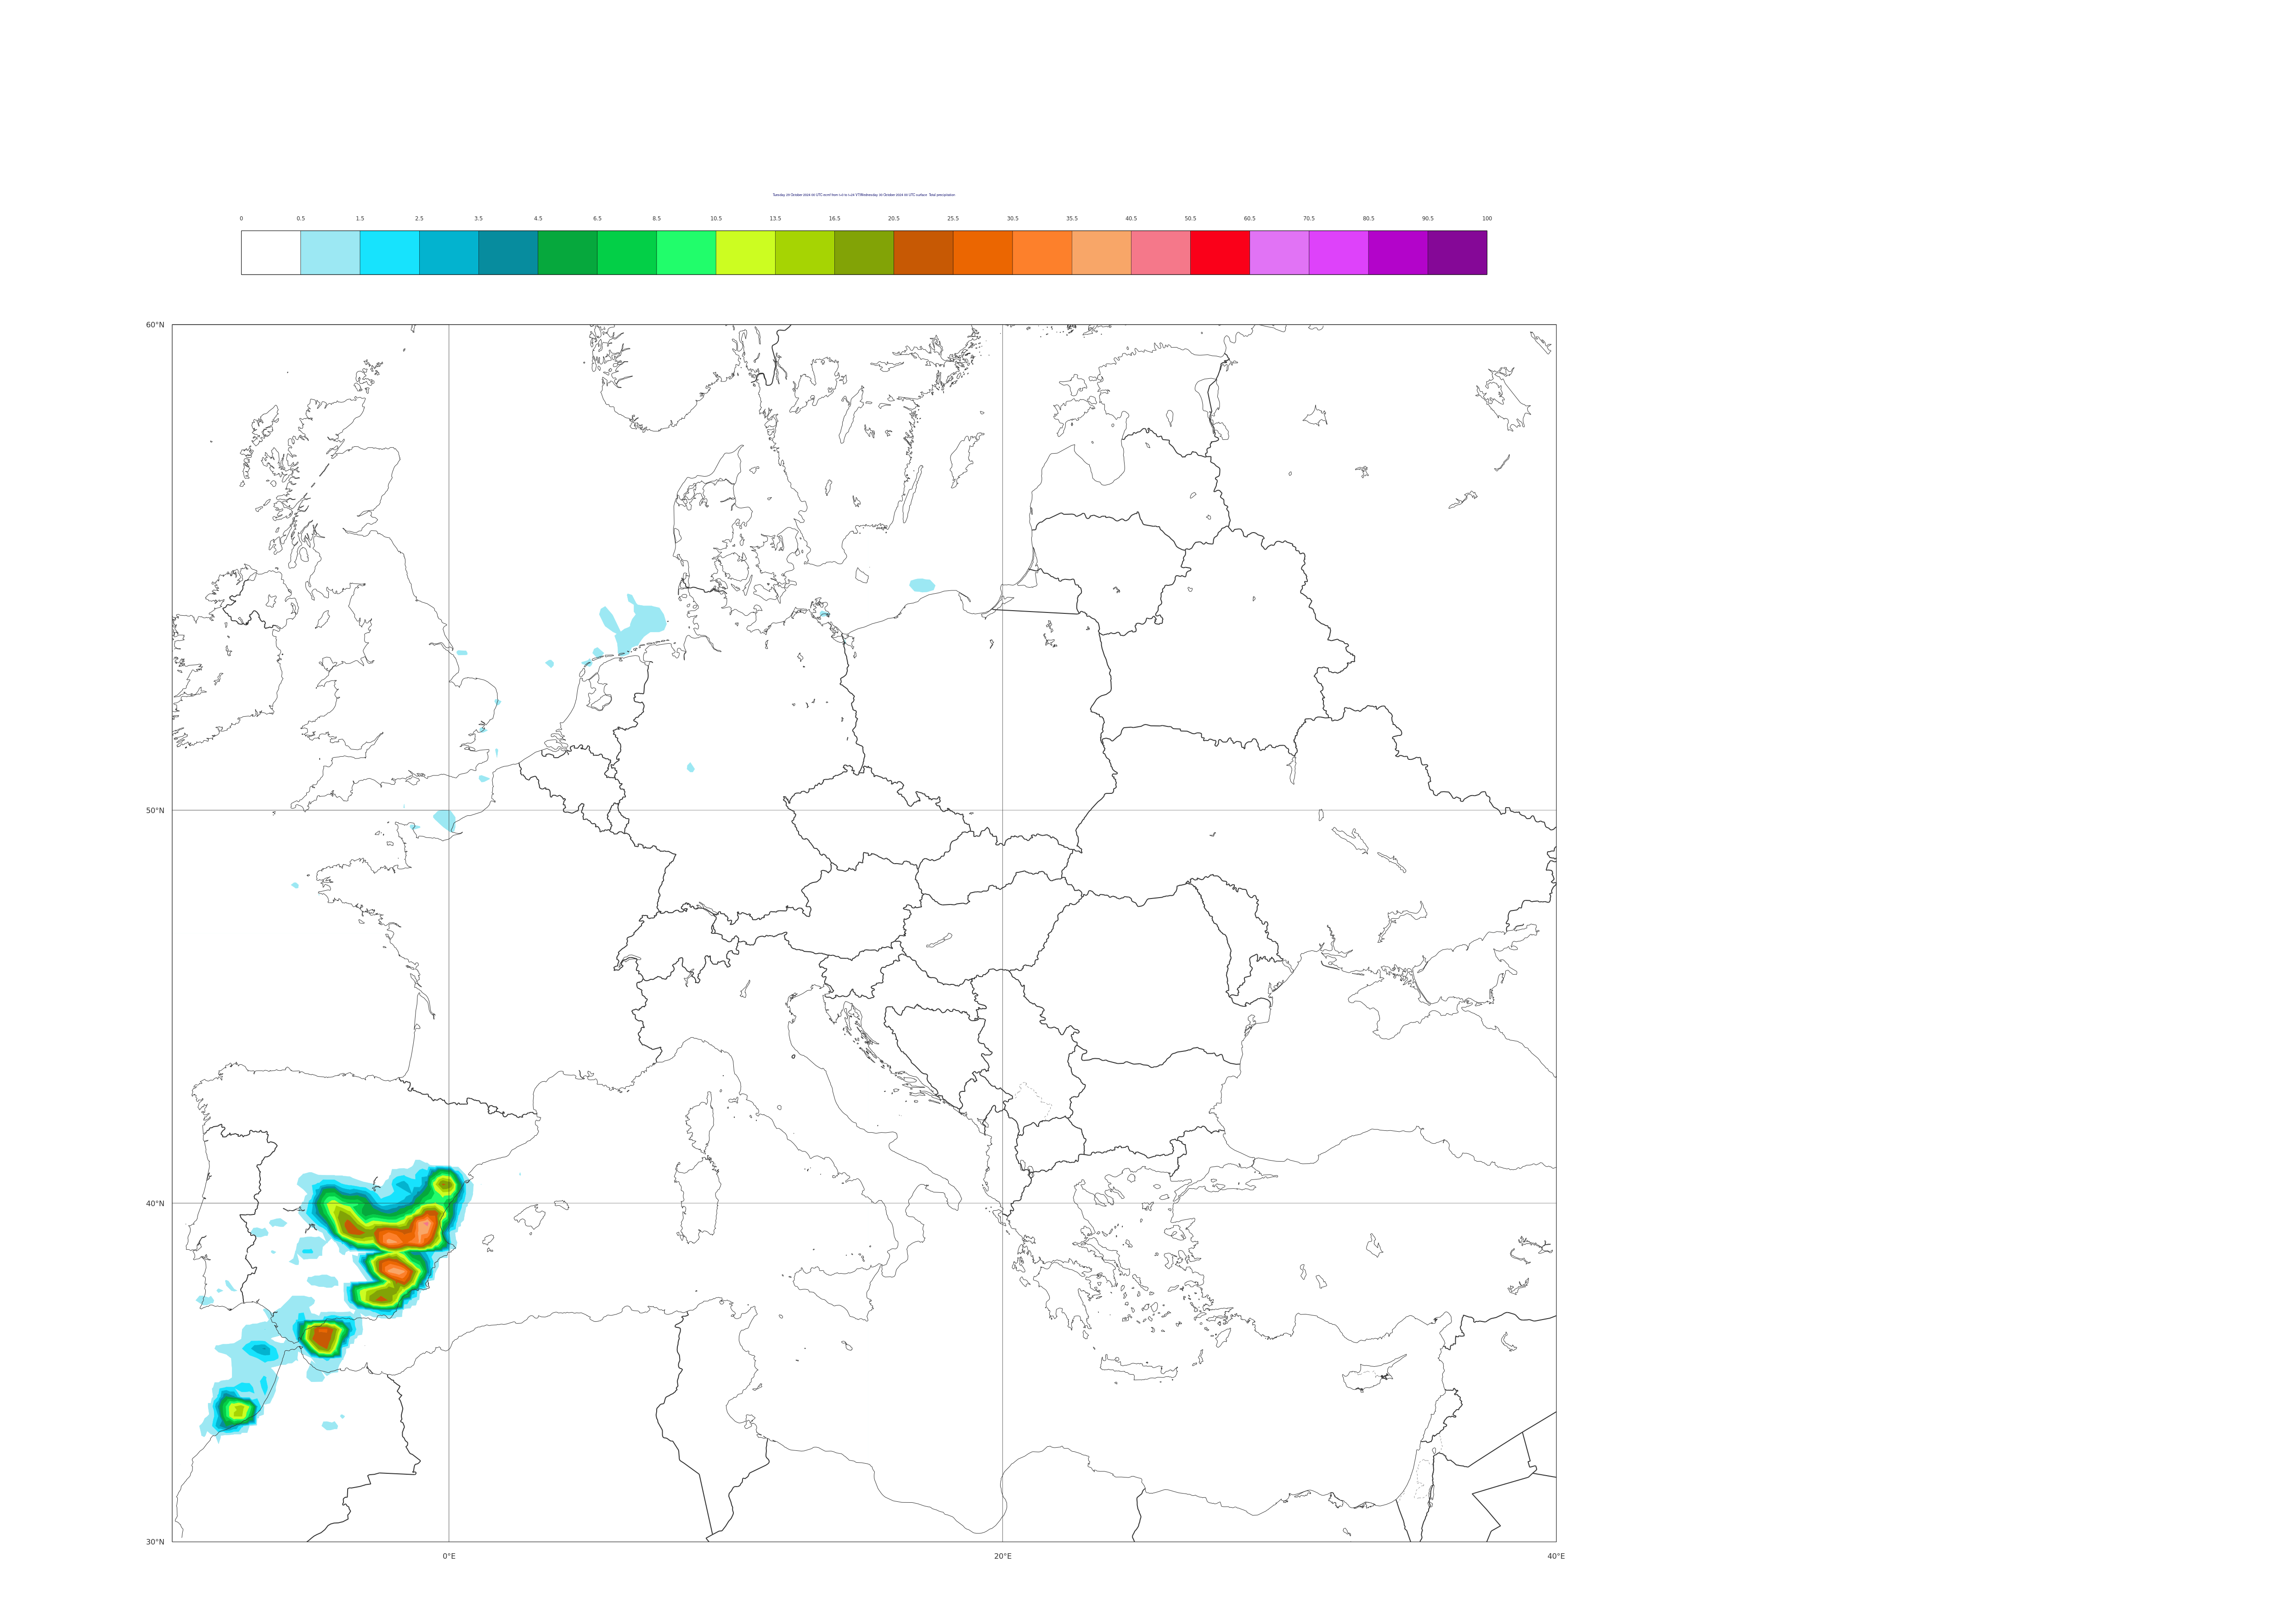 Tuesday 29 October 2024 00 UTC ecmf t+0 to t+24 VT:Wednesday 30 October 2024 00 UTC surface Total precipitation
0 0.5 1.5 2.5 3.5 4.5 6.5 8.5 10.5 13.5 16.5 20.5 25.5 30.5 35.5 40.5 50.5 60.5 70.5 80.5 90.5 100
60°N
50°N
40°N
30°N
0°E 20°E 40°E